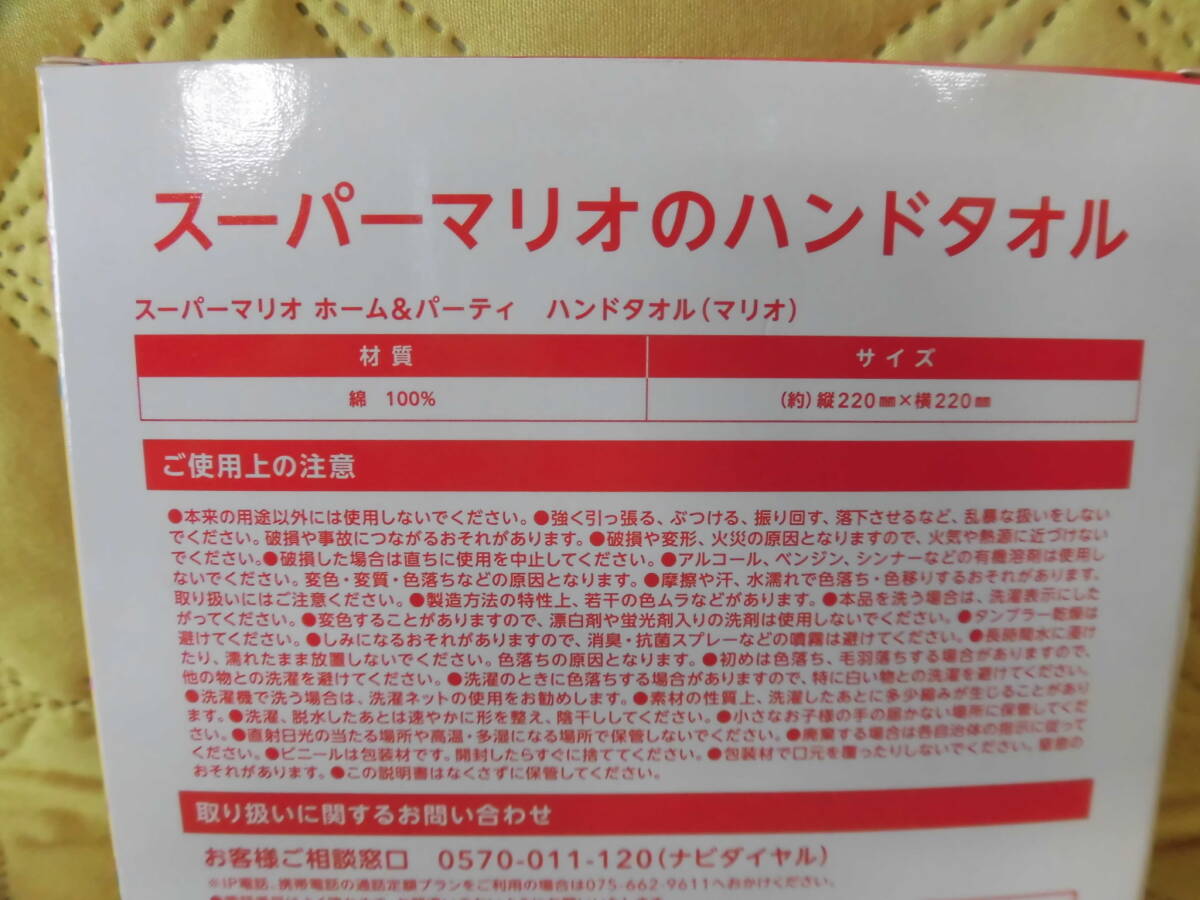 スーパーマリオのハンドタオル
スーパーマリオ ホーム&パーティ　ハンドタオル(マリオ)
材質　サイズ
綿　100%　(約)縦220㎜×横220㎜
ご使用上の注意
●本来の用途以外には使用しないでください。●強く引っ張る、ぶつける、振り回す、落下させるなど、乱暴な扱いをしない
でください。破損や事故につながるおそれがあります。●破損や変形、火災の原因となりますので、火気や熱源に近づけない
でください。●破損した場合は直ちに使用を中止してください。●アルコール、ベンジン、シンナーなどの有機溶剤は使用し
ないでください。変色・変質・色落ちなどの原因となります。●摩擦や汗、水濡れで色落ち・色移りするおそれがあります。
取り扱いにはご注意ください。●製造方法の特性上、若干の色ムラなどがあります。●本品を洗う場合は、洗濯表示にした
がってください。●変色することがありますので、漂白剤や蛍光剤入りの洗剤は使用しないでください。●タンブラー乾燥は
避けてください。●しみになるおそれがありますので、消臭・抗菌スプレーなどの噴霧は避けてください。●長時間水に浸け
たり、濡れたまま放置しないでください。色落ちの原因となります。●初めは色落ち、毛羽落ちする場合がありますので、
他の物との洗濯を避けてください。●洗濯のときに色落ちする場合がありますので、特に白い物との洗濯を避けてください。
●洗濯機で洗う場合は、洗濯ネットの使用をお勧めします。●素材の性質上、洗濯したあとに多少縮みが生じることがあり
ます。●洗濯、脱水したあとは速やかに形を整え、陰干ししてください。●小さなお子様の手の届かない場所に保管してくだ
さい。●直射日光の当たる場所や高温・多湿になる場所で保管しないでください。●廃棄する場合は各自治体の指示に従って
ください。●ビニールは包装材です。開封したらすぐに捨ててください。●包装材で口元を覆ったりしないでください。窒息の
おそれがあります。●この説明書はなくさずに保管してください。
取り扱いに関するお問い合わせ
お客様ご相談窓口　0570-011-120(ナビダイヤル)
※IP電話、携帯電話の通話定額プランをご利用の場合は075-662-9611へおかけください。